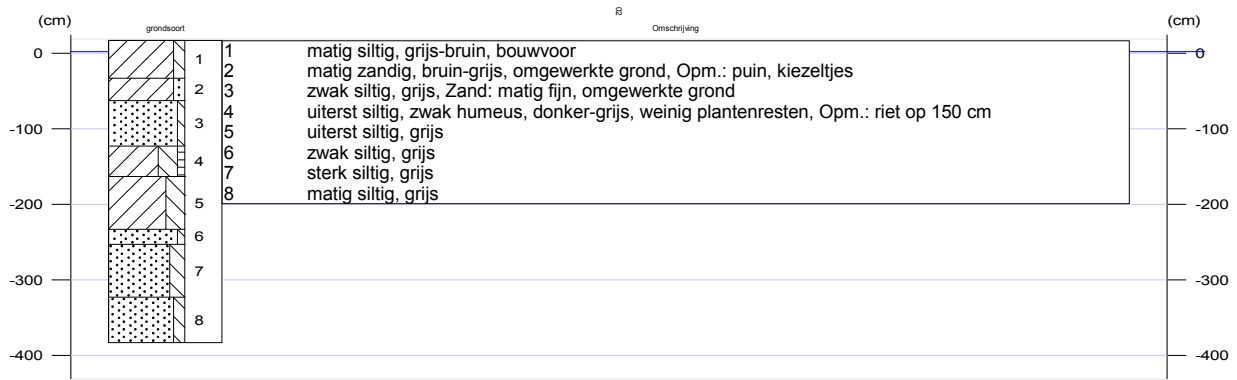 02
(cm) grondsoort Omschrijving (cm)
0 1 1 matig siltig, grijs-bruin, bouwvoor 0
2 2 matig zandig, bruin-grijs, omgewerkte grond, Opm.: puin, kiezeltjes
3 3 zwak siltig, grijs, Zand: matig fijn, omgewerkte grond
-100 4 4 uiterst siltig, zwak humeus, donker-grijs, weinig plantenresten, Opm.: riet op 150 cm -100
5 5 uiterst siltig, grijs
6 6 zwak siltig, grijs
7 7 sterk siltig, grijs
-200 8 8 matig siltig, grijs -200
-300 -300
-400 -400